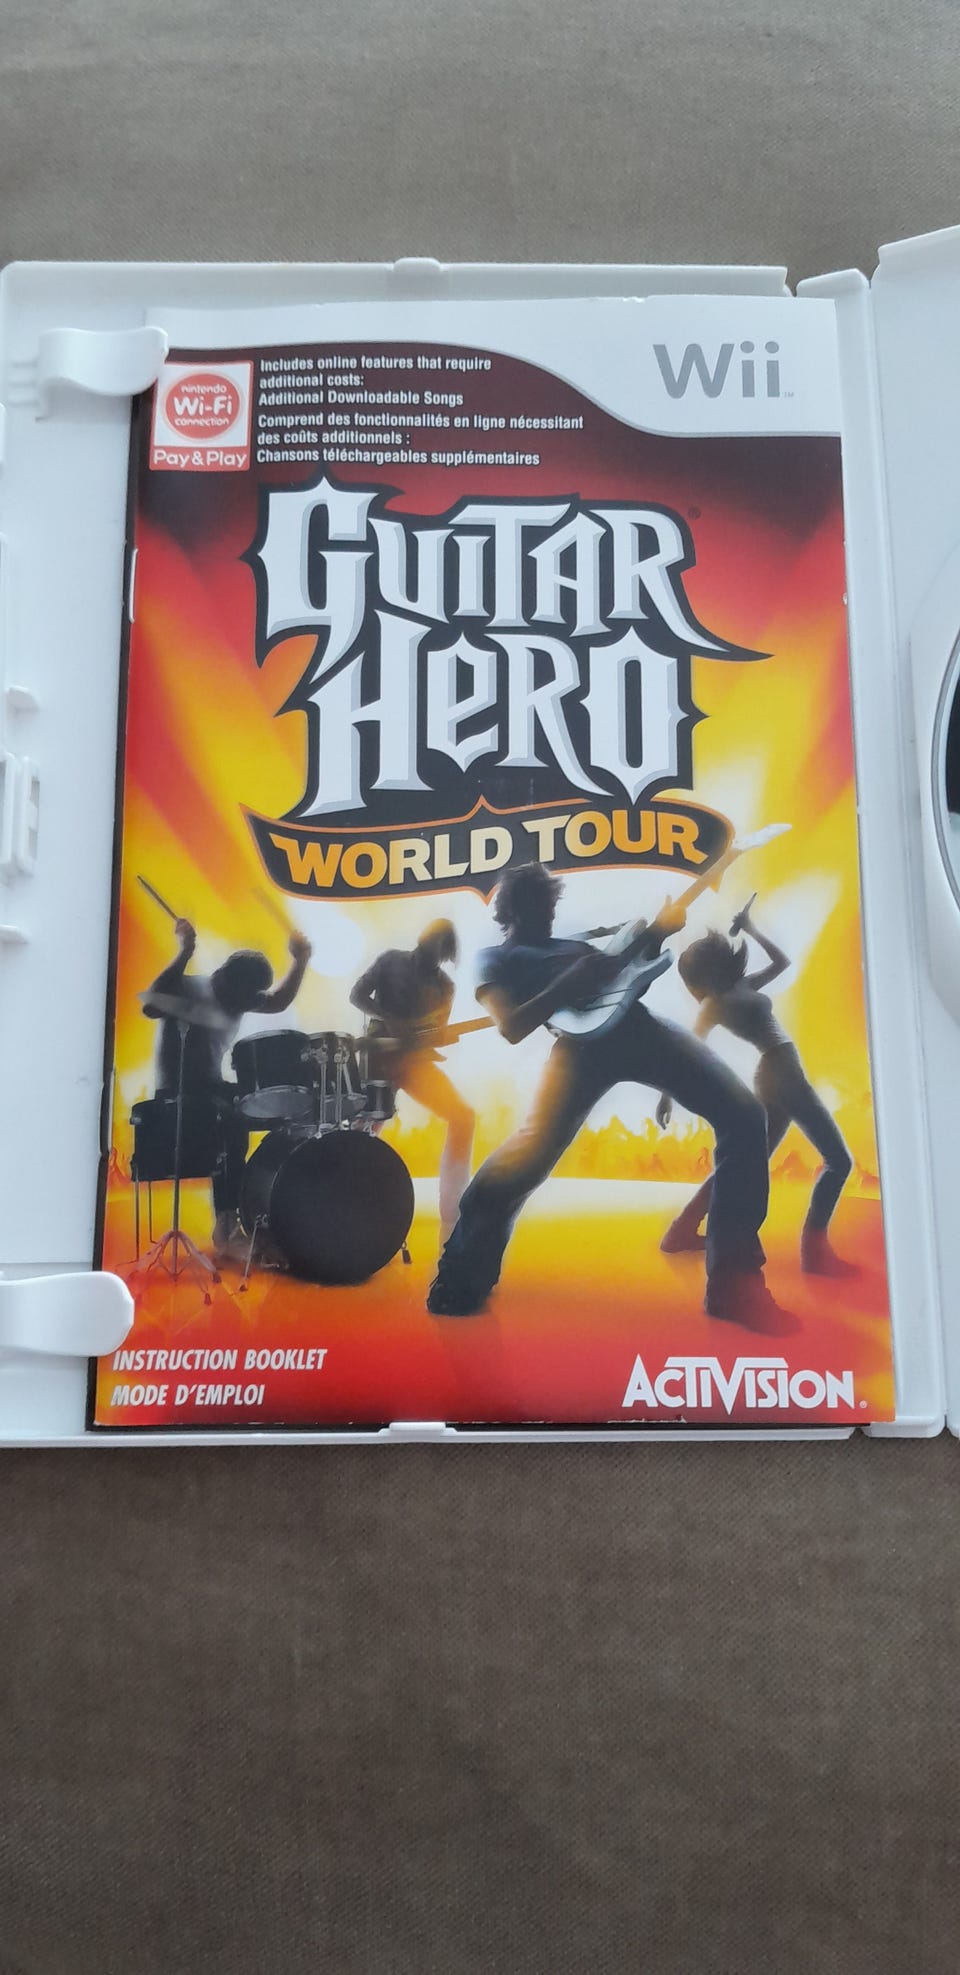 Wii
nintendo
Wi-Fi
connection
Pay & Play
Includes online features that require
additional costs:
Additional Downloadable Songs
Comprend des fonctionnalités en ligne nécessitant
des coûts additionnels :
Chansons téléchargeables supplémentaires
GUITAR
HERO
WORLD TOUR
INSTRUCTION BOOKLET
MODE D'EMPLOI
ACTIVISION